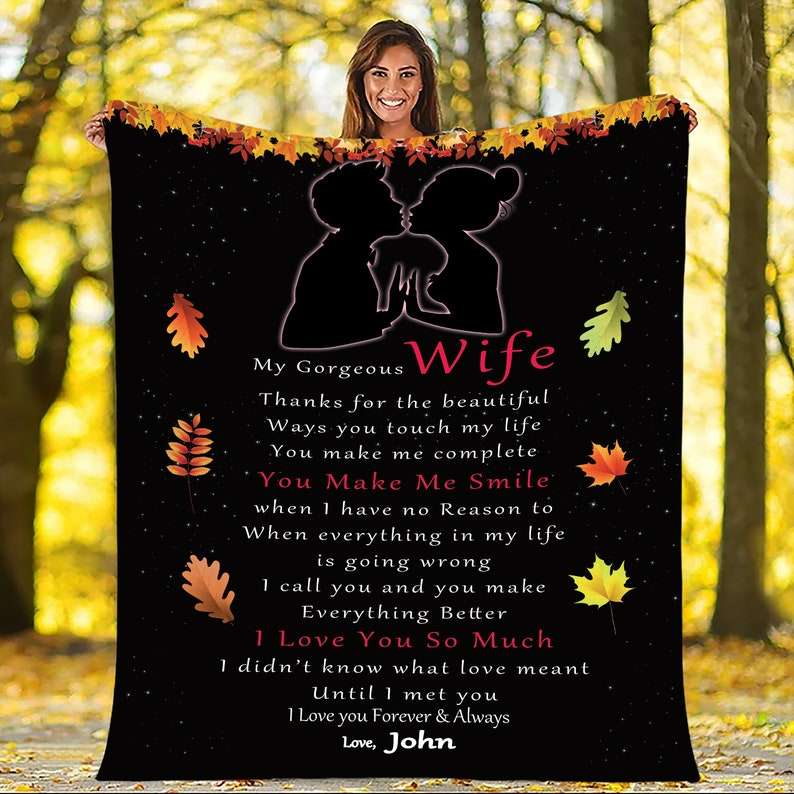 My Gorgeous Wife
Thanks for the beautiful
Ways you touch my life
You make me complete
You Make Me Smile
when I have no Reason to
When everything in my life
is going wrong
I call you and you make
Everything Better
I Love You So Much
I didn't know what love meant
Until I met you
I Love you Forever & Always
Love, John